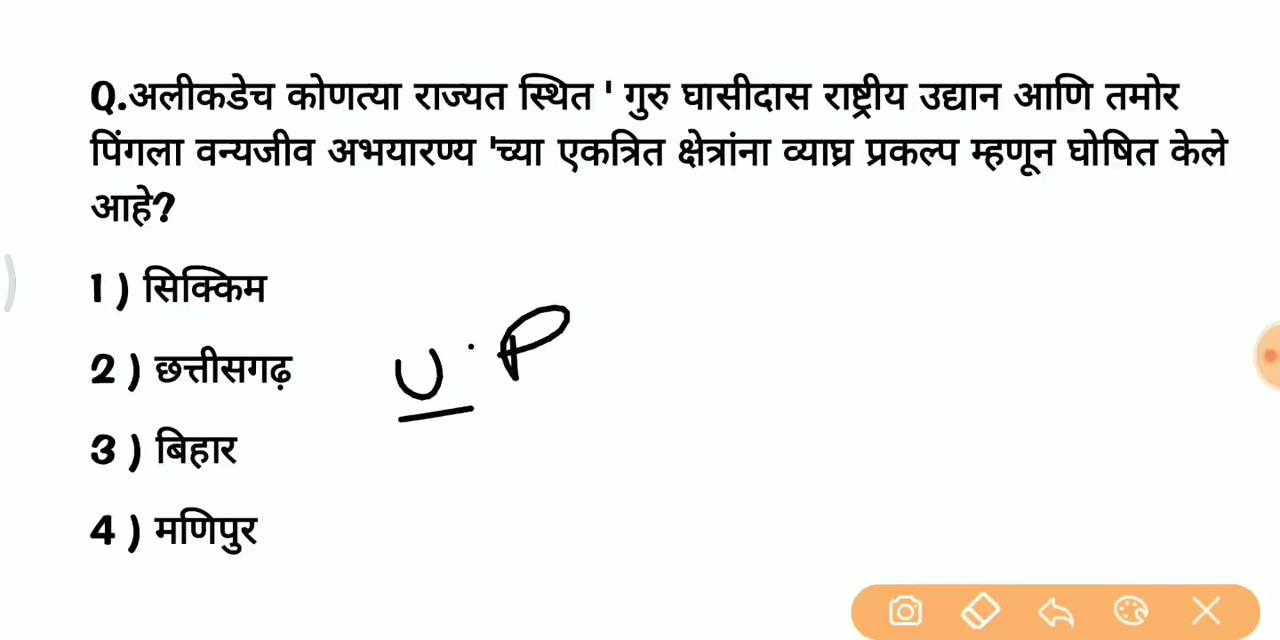 Q.अलीकडेच कोणत्या राज्यत स्थित ' गुरु घासीदास राष्ट्रीय उद्यान आणि तमोर
पिंगला वन्यजीव अभयारण्य 'च्या एकत्रित क्षेत्रांना व्याघ्र प्रकल्प म्हणून घोषित केले
आहे?
1 ) सिक्किम
2 ) छत्तीसगढ़
U.P
3 ) बिहार
4 ) मणिपुर